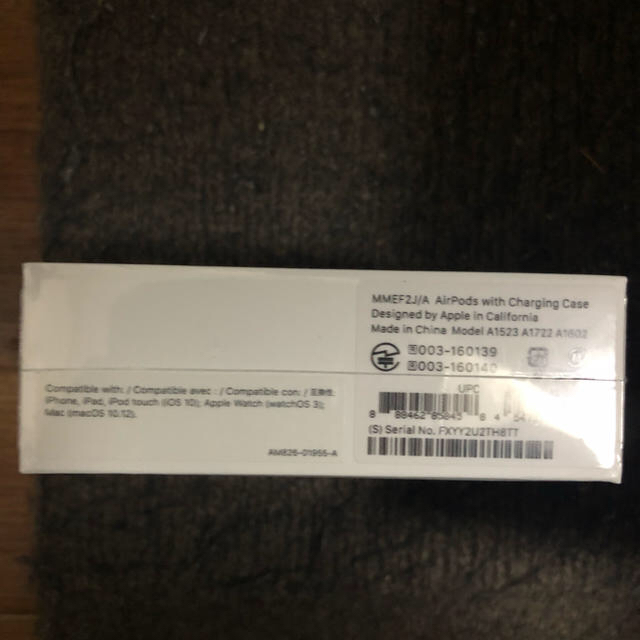 MMEF2J/A AirPods with Charging Case
Designed by Apple in California
Made in China Model A1523 A1722 A1602
003-160139
003-160140
UPC
Compatible with: / Compatible avec : / Compatible con: / 互換性:
iPhone, iPad, iPod touch (iOS 10); Apple Watch (watchOS 3);
Mac (macOS 10.12).
8 88462 85845 8
(S) Serial No. FXYY2U2TH8TT
AM826-01955-A